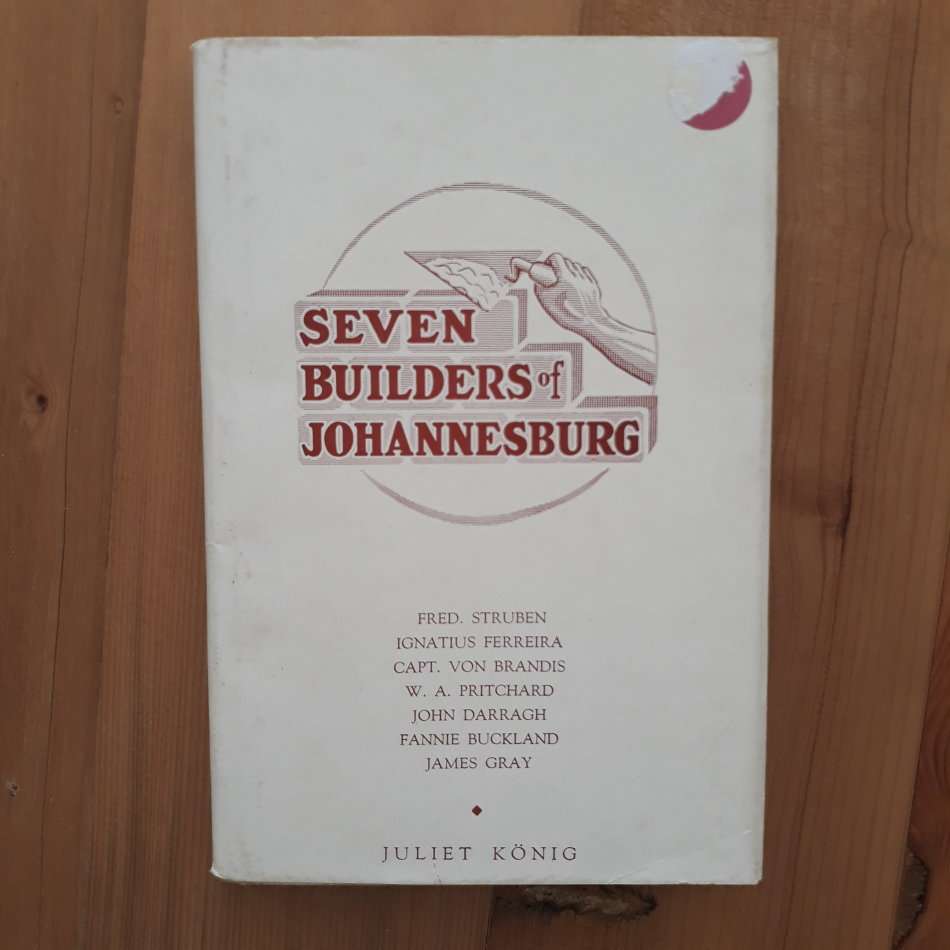 SEVEN
BUILDERS of
JOHANNESBURG
FRED. STRUBEN
IGNATIUS FERREIRA
CAPT. VON BRANDIS
W. A. PRITCHARD
JOHN DARRAGH
FANNIE BUCKLAND
JAMES GRAY
JULIET KÖNIG